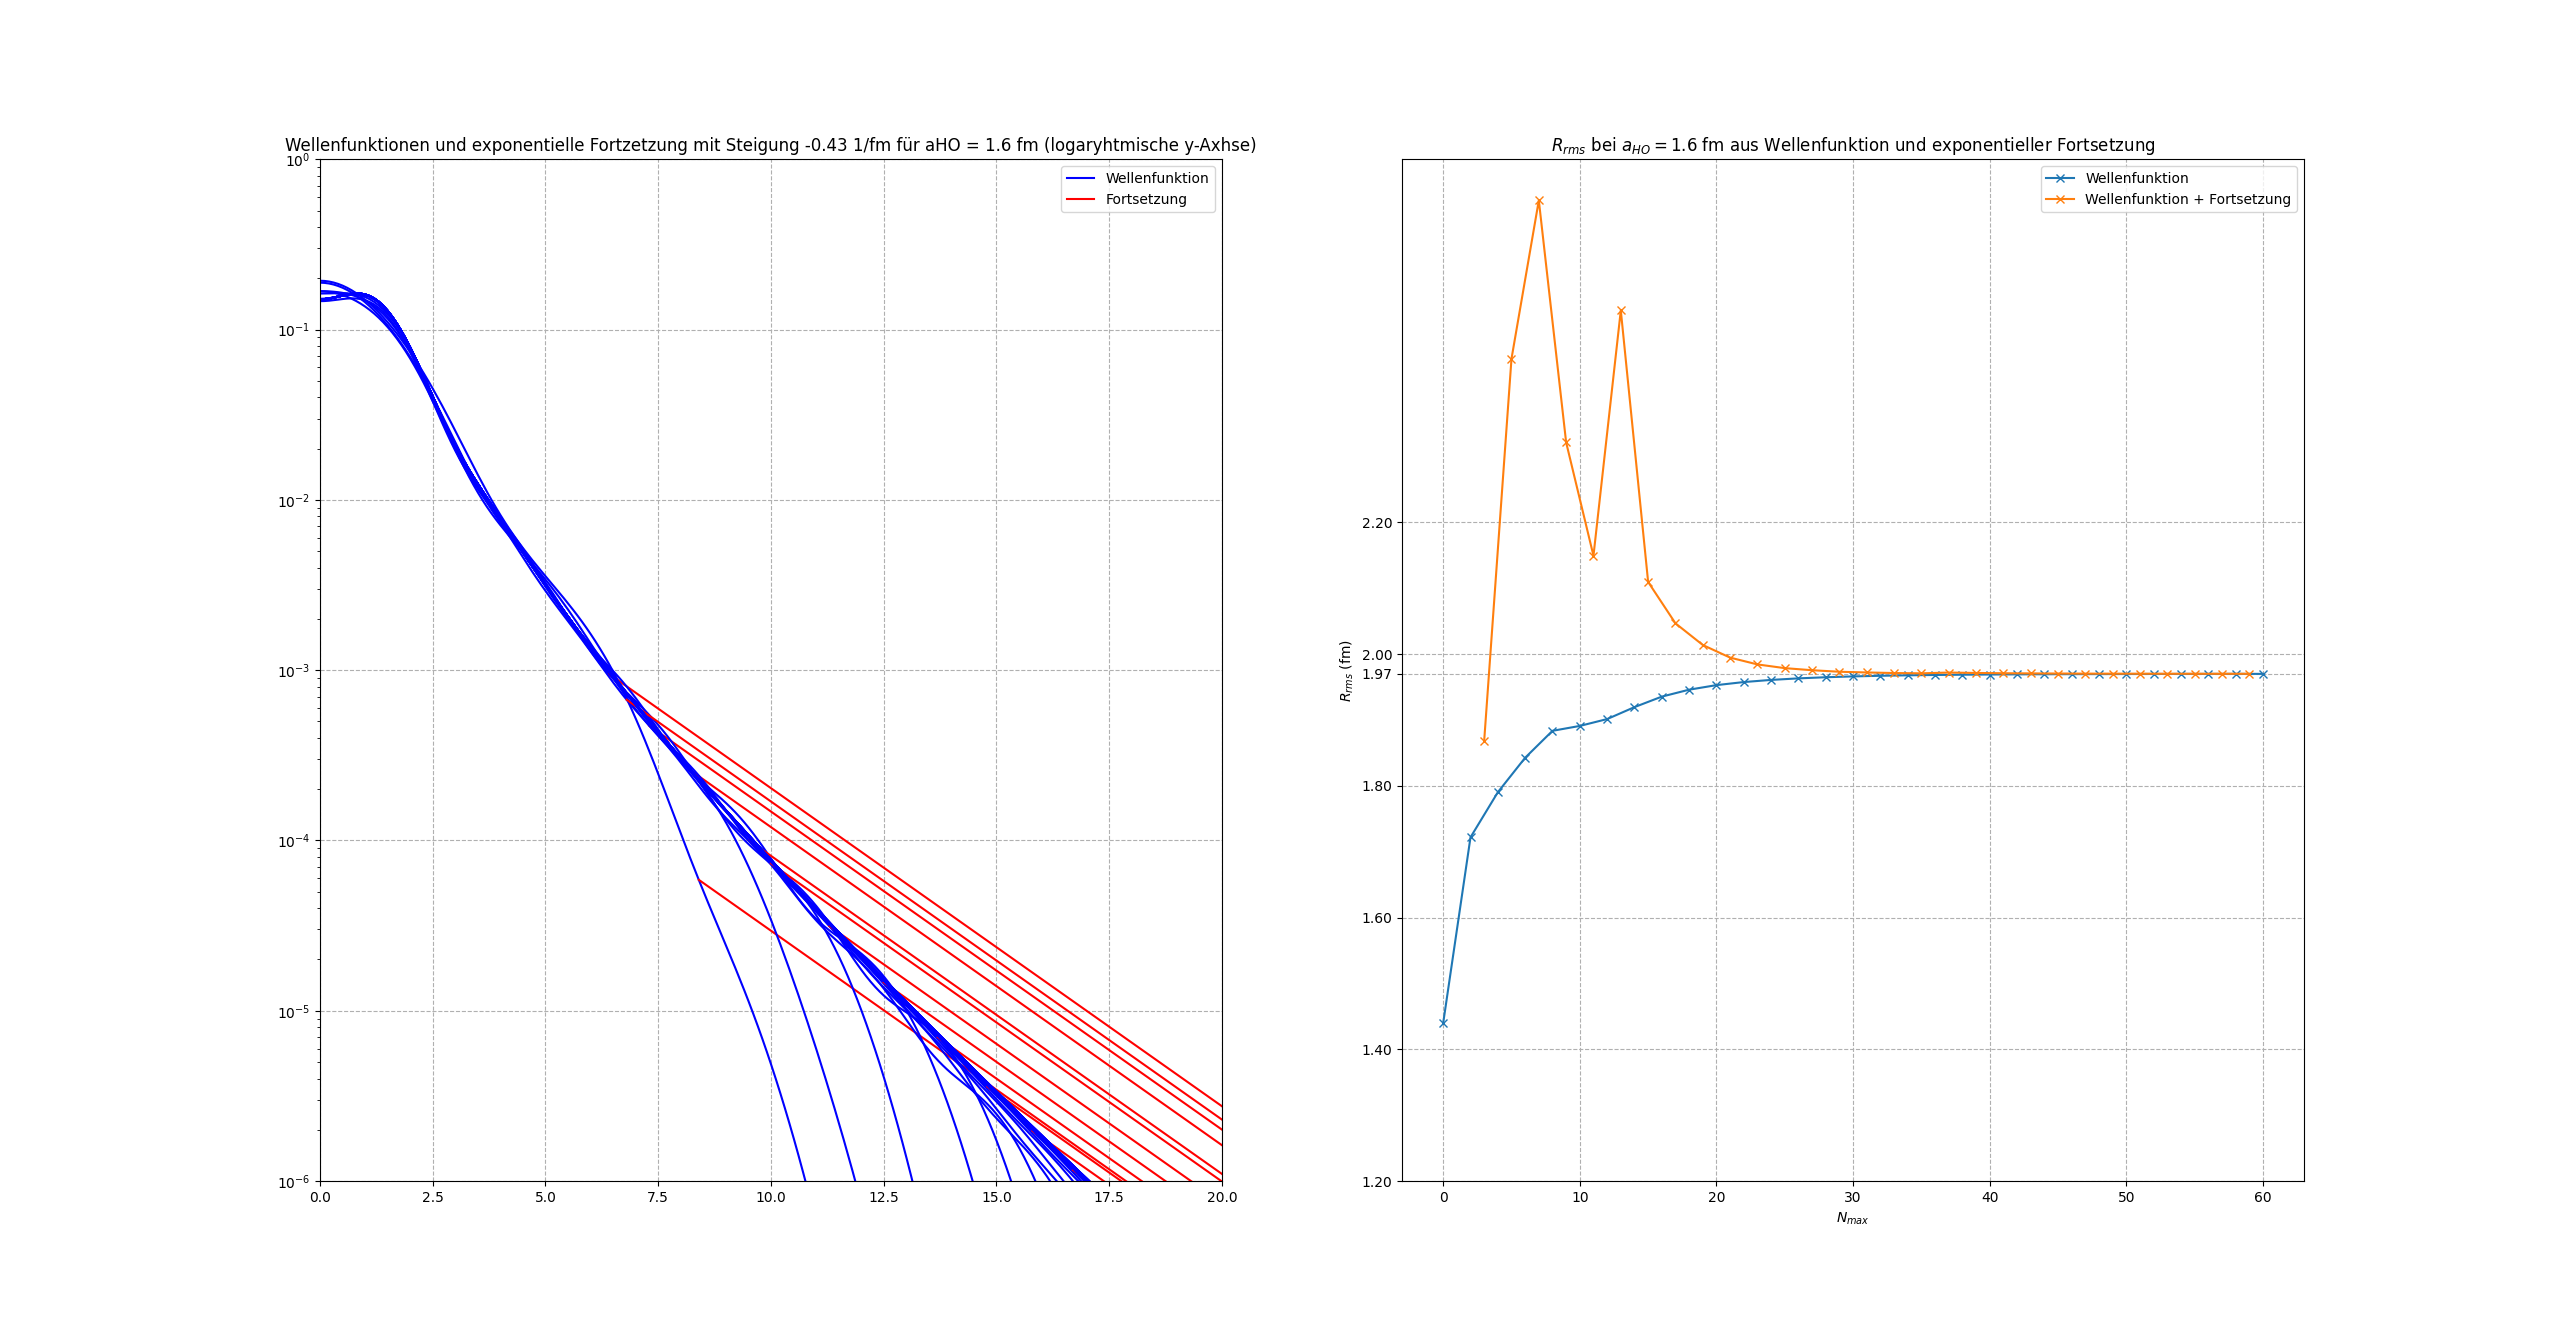 Wellenfunktionen und exponentielle Fortzetzung mit Steigung -0.43 1/fm für aHO = 1.6 fm (logaryhtmische y-Axhse)
Wellenfunktion
Fortsetzung
10⁰
10⁻¹
10⁻²
10⁻³
10⁻⁴
10⁻⁵
10⁻⁶
0.0 2.5 5.0 7.5 10.0 12.5 15.0 17.5 20.0
R_rms bei a_HO = 1.6 fm aus Wellenfunktion und exponentieller Fortsetzung
Wellenfunktion
Wellenfunktion + Fortsetzung
R_rms (fm)
2.20
2.00
1.97
1.80
1.60
1.40
1.20
0 10 20 30 40 50 60
N_max